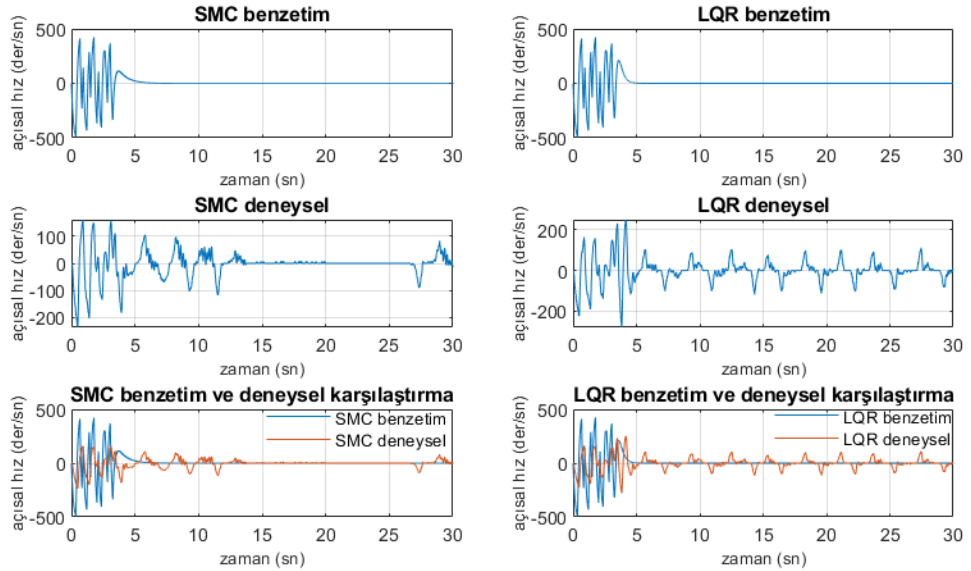 SMC benzetim
500
0
-500
açısal hız (der/sn)
0 5 10 15 20 25 30
zaman (sn)
LQR benzetim
500
0
-500
açısal hız (der/sn)
0 5 10 15 20 25 30
zaman (sn)
SMC deneysel
100
0
-100
-200
açısal hız (der/sn)
0 5 10 15 20 25 30
zaman (sn)
LQR deneysel
200
0
-200
açısal hız (der/sn)
0 5 10 15 20 25 30
zaman (sn)
SMC benzetim ve deneysel karşılaştırma
500
0
-500
açısal hız (der/sn)
SMC benzetim
SMC deneysel
0 5 10 15 20 25 30
zaman (sn)
LQR benzetim ve deneysel karşılaştırma
500
0
-500
açısal hız (der/sn)
LQR benzetim
LQR deneysel
0 5 10 15 20 25 30
zaman (sn)